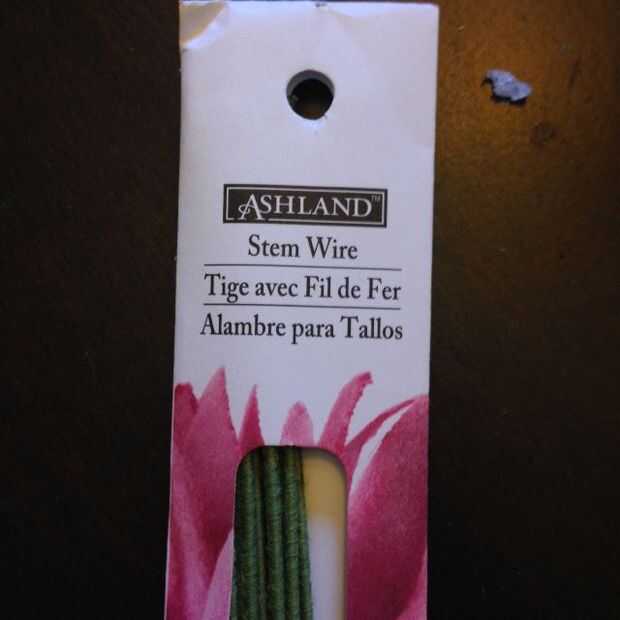 ASHLAND™
Stem Wire
Tige avec Fil de Fer
Alambre para Tallos